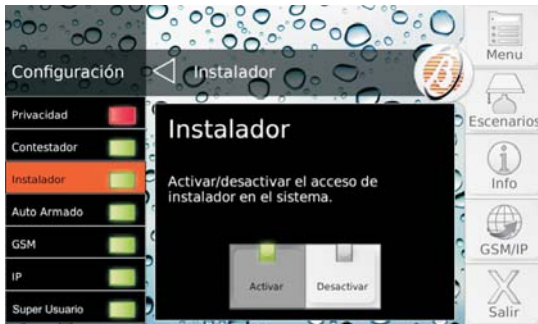 Configuración
Instalador
Menu
Privacidad
Contestador
Instalador
Auto Armado
GSM
IP
Super Usuario
Instalador
Activar/desactivar el acceso de
instalador en el sistema.
Activar
Desactivar
Escenarios
Info
GSM/IP
Salir